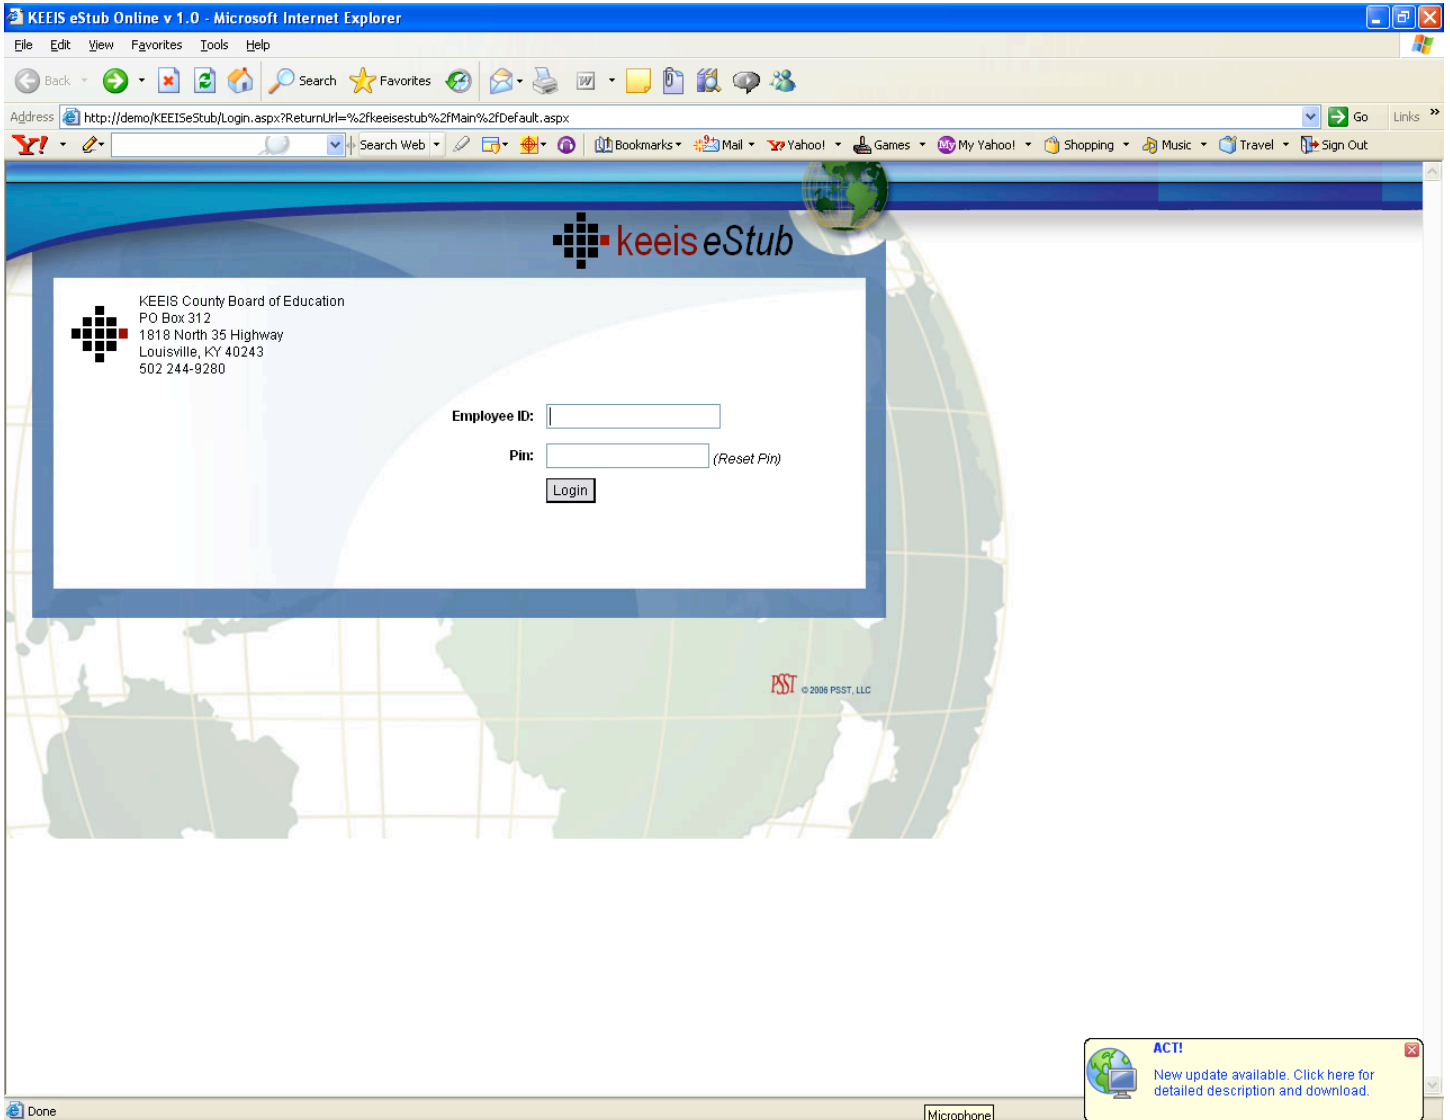 KEEIS eStub Online v 1.0 - Microsoft Internet Explorer
File Edit View Favorites Tools Help
Back Search Favorites
Address http://demo/KEEISeStub/Login.aspx?ReturnUrl=%2fkeeisestub%2fMain%2fDefault.aspx Go Links »
Y! Search Web Bookmarks Mail Yahoo! Games My Yahoo! Shopping Music Travel Sign Out
keeis eStub
KEEIS County Board of Education
PO Box 312
1818 North 35 Highway
Louisville, KY 40243
502 244-9280
Employee ID:
Pin: (Reset Pin)
Login
PSST © 2006 PSST, LLC
ACT!
New update available. Click here for
detailed description and download.
Done
Microphone